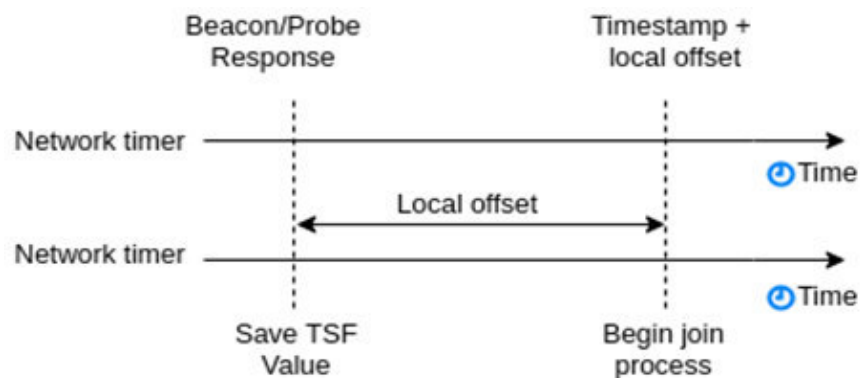 Beacon/Probe
Response
Timestamp +
local offset
Network timer
Time
Local offset
Network timer
Time
Save TSF
Value
Begin join
process